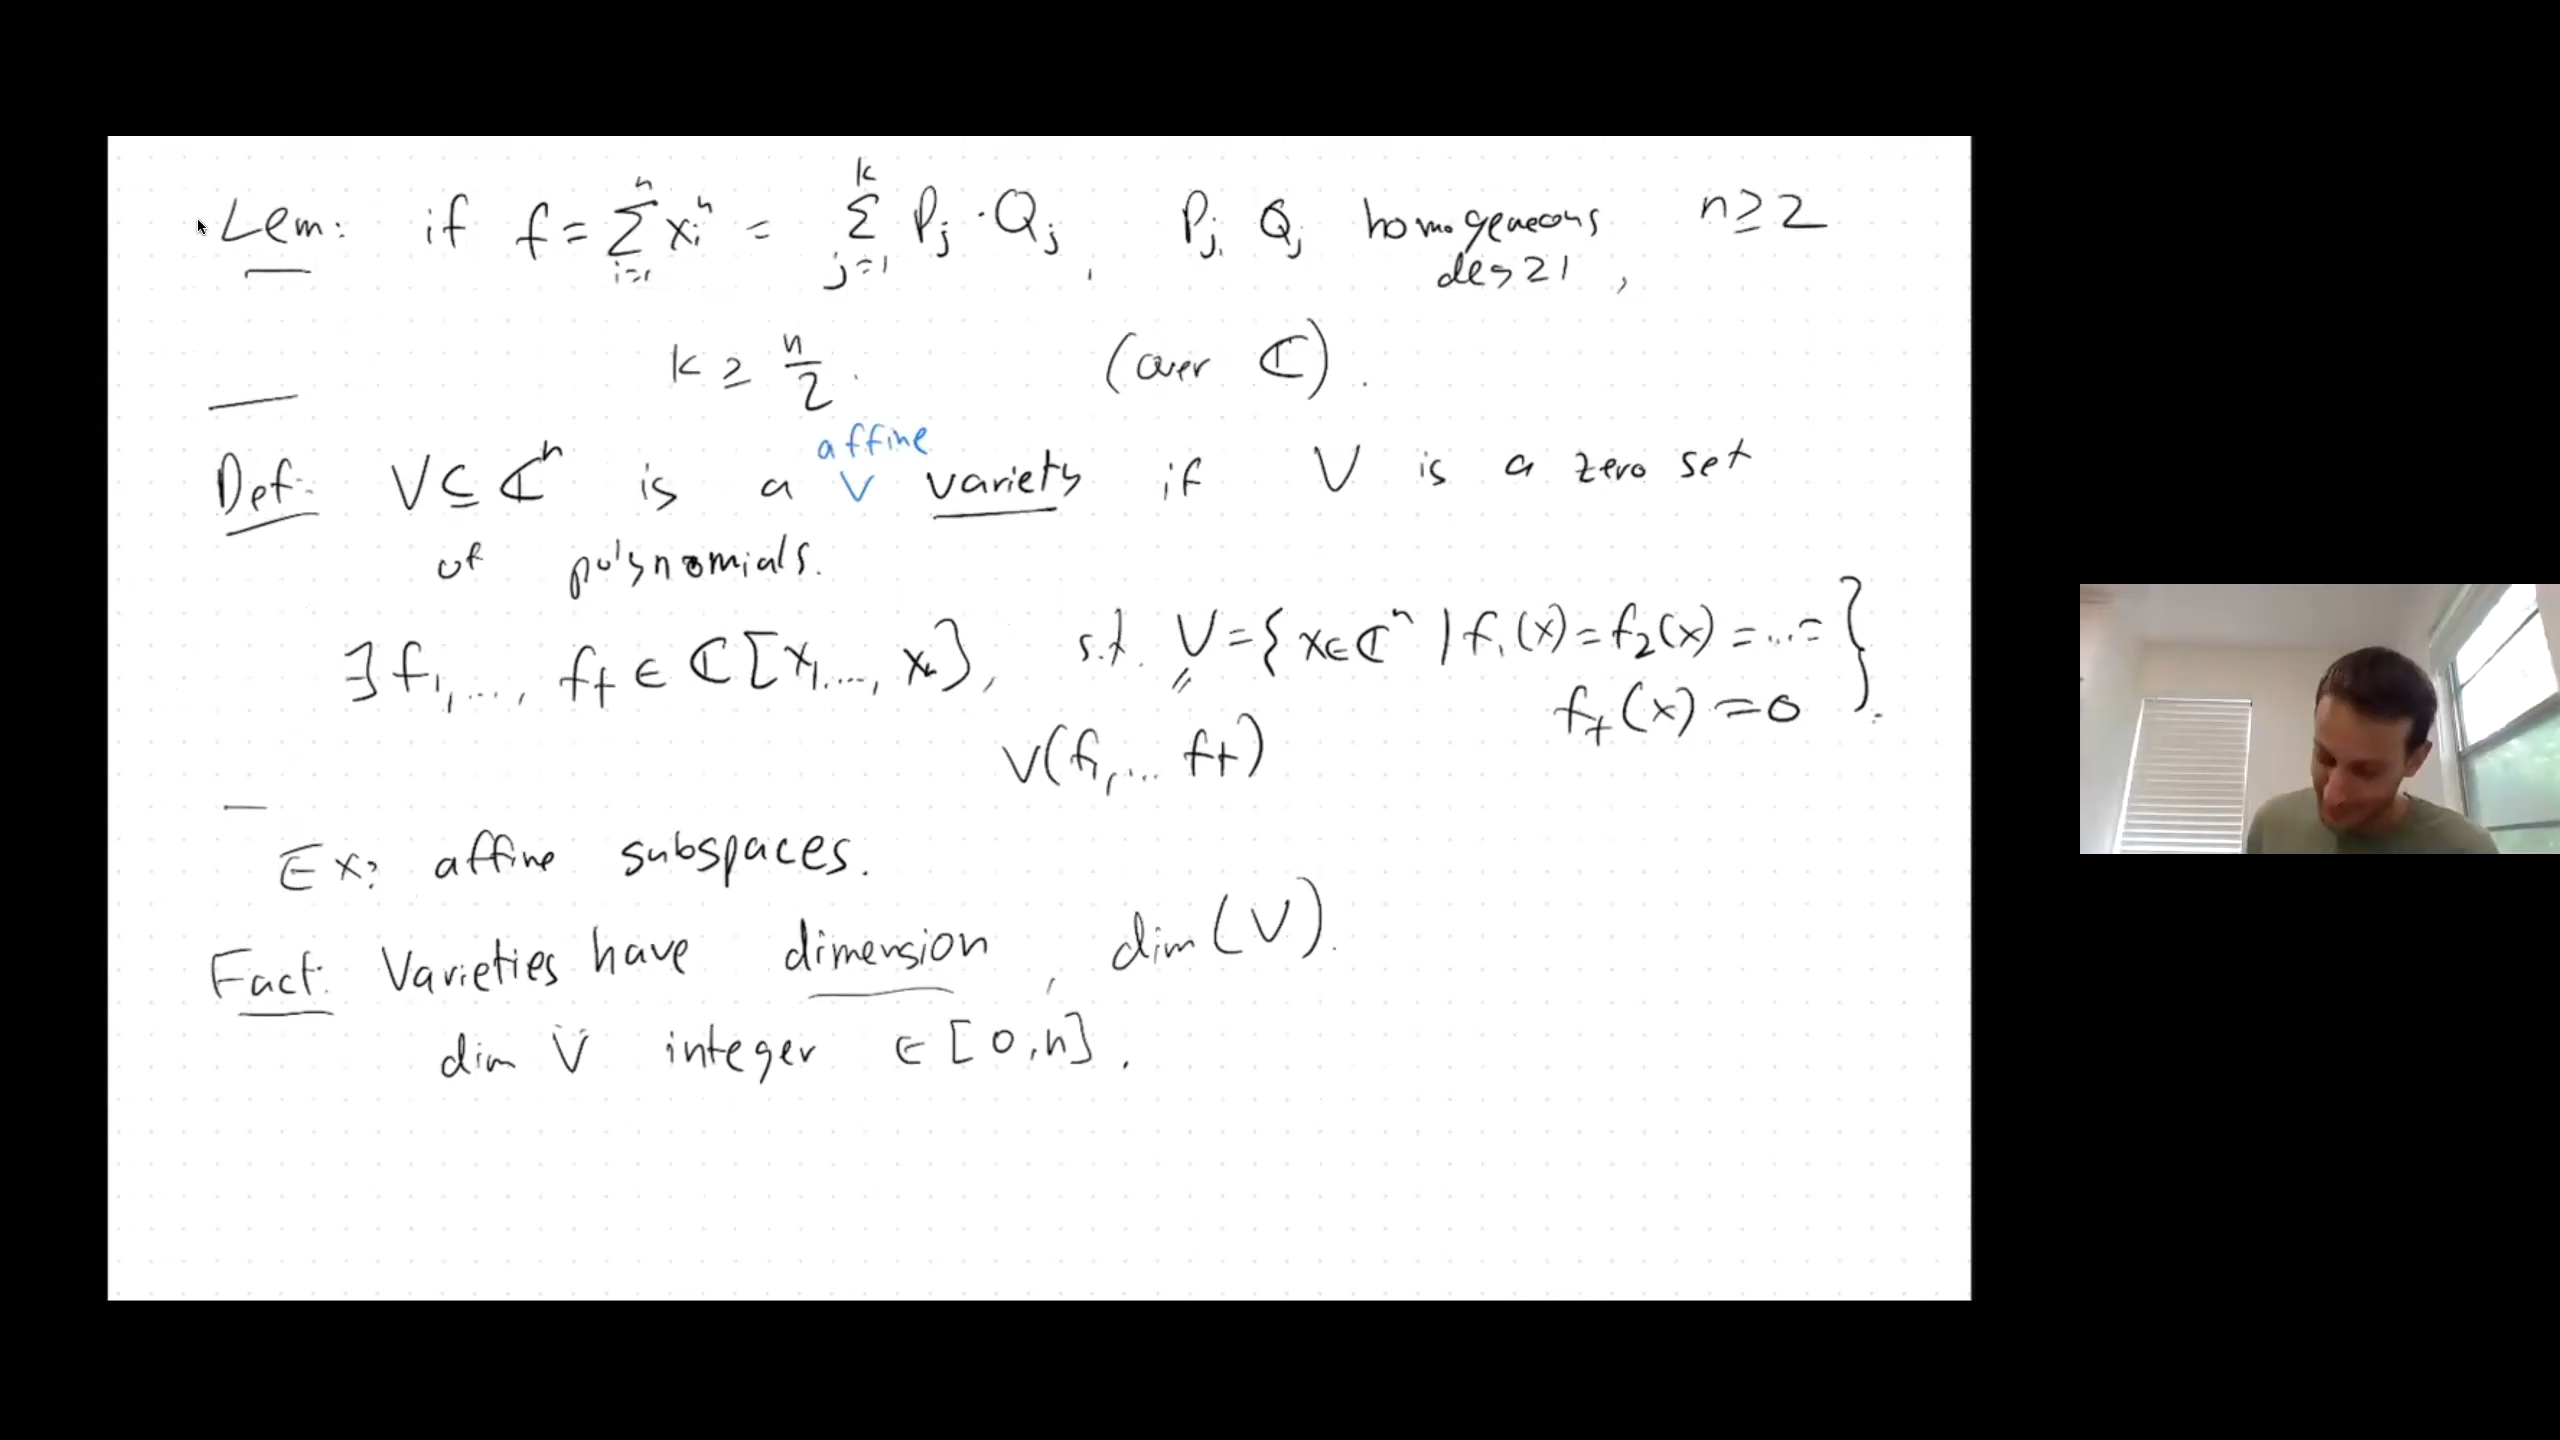 Lem: if f = ∑_{i=1}^{n} x_i^n = ∑_{j=1}^{k} P_j · Q_j, P_j, Q_j homogeneous n ≥ 2
deg ≥ 1,
k ≥ n/2. (over ℂ).
affine
Def: V ⊆ ℂ^n is a ∨ variety if V is a zero set
of polynomials.
∃ f_1, ..., f_t ∈ ℂ[x_1, ..., x_n], s.t. V = { x ∈ ℂ^n | f_1(x) = f_2(x) = ... =
f_t(x) = 0 }.
V(f_1, ... f_t)
Ex: affine subspaces.
Fact: Varieties have dimension, dim(V).
dim V integer ∈ [0, n].